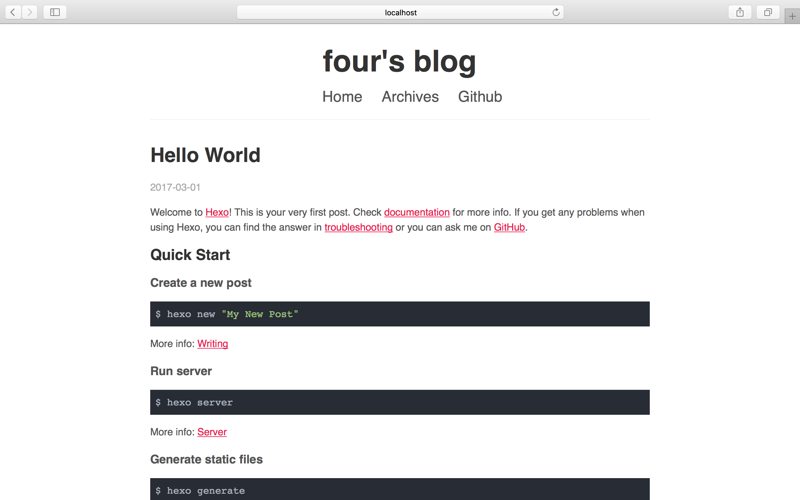 localhost
four's blog
Home Archives Github
Hello World
2017-03-01
Welcome to Hexo! This is your very first post. Check documentation for more info. If you get any problems when
using Hexo, you can find the answer in troubleshooting or you can ask me on GitHub.
Quick Start
Create a new post
$ hexo new "My New Post"
More info: Writing
Run server
$ hexo server
More info: Server
Generate static files
$ hexo generate